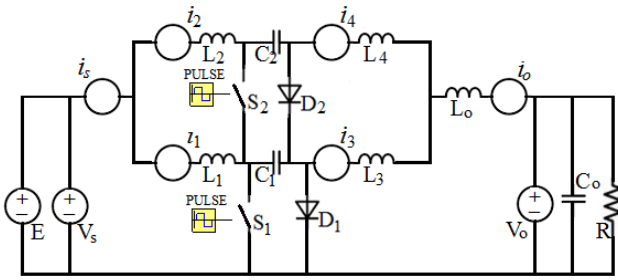 i2
i4
L2
C2
L4
is
PULSE
io
S2
D2
Lo
i1
i3
L1
C1
L3
PULSE
Co
E
Vs
S1
D1
Vo
R